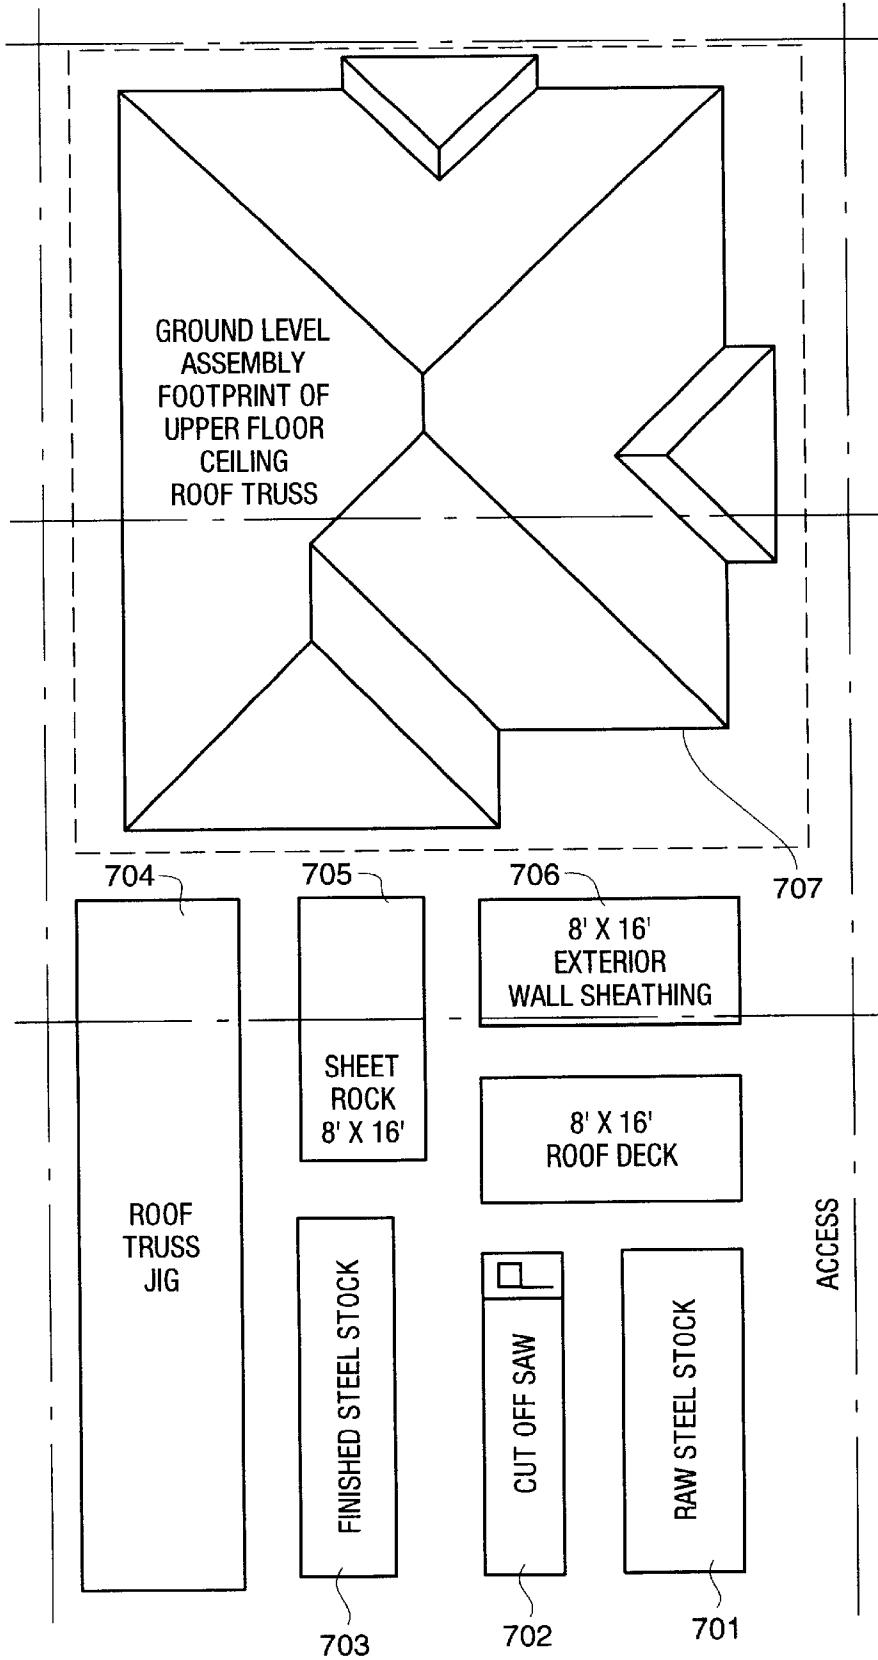 GROUND LEVEL
ASSEMBLY
FOOTPRINT OF
UPPER FLOOR
CEILING
ROOF TRUSS
704
705
706
707
8' X 16'
EXTERIOR
WALL SHEATHING
SHEET
ROCK
8' X 16'
8' X 16'
ROOF DECK
ROOF
TRUSS
JIG
ACCESS
FINISHED STEEL STOCK
CUT OFF SAW
RAW STEEL STOCK
703
702
701